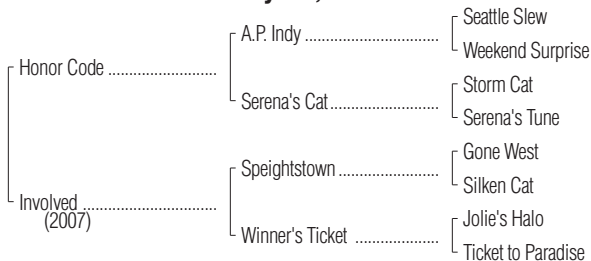 Seattle Slew
A.P. Indy ..............................
Weekend Surprise
Honor Code ........................
Storm Cat
Serena's Cat........................
Serena's Tune
Gone West
Speightstown ......................
Silken Cat
Involved .............................
(2007)
Jolie's Halo
Winner's Ticket ..................
Ticket to Paradise